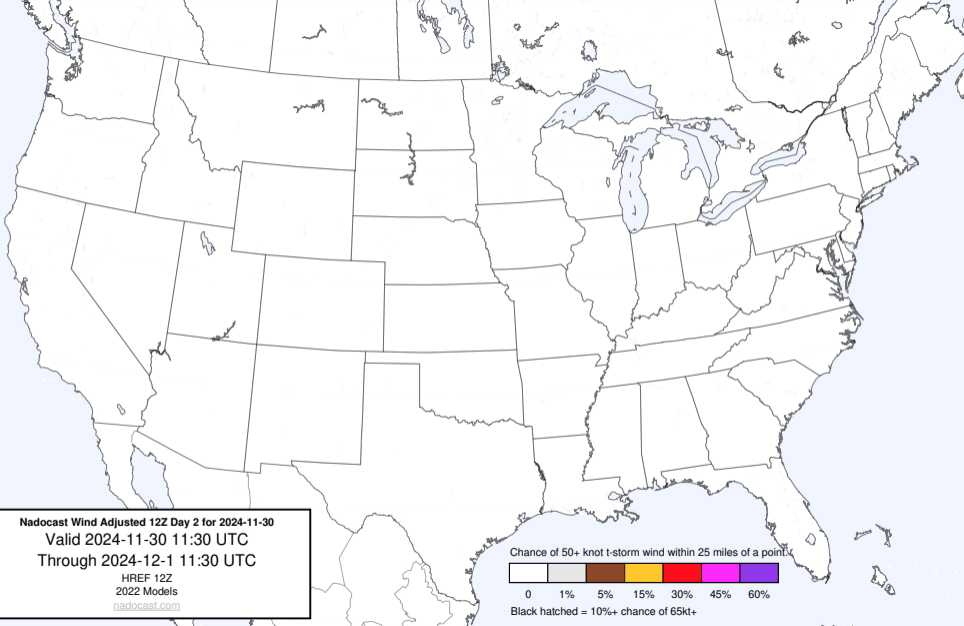 Nadocast Wind Adjusted 12Z Day 2 for 2024-11-30
Valid 2024-11-30 11:30 UTC
Through 2024-12-1 11:30 UTC
HREF 12Z
2022 Models
nadocast.com
Chance of 50+ knot t-storm wind within 25 miles of a point.
0 1% 5% 15% 30% 45% 60%
Black hatched = 10%+ chance of 65kt+